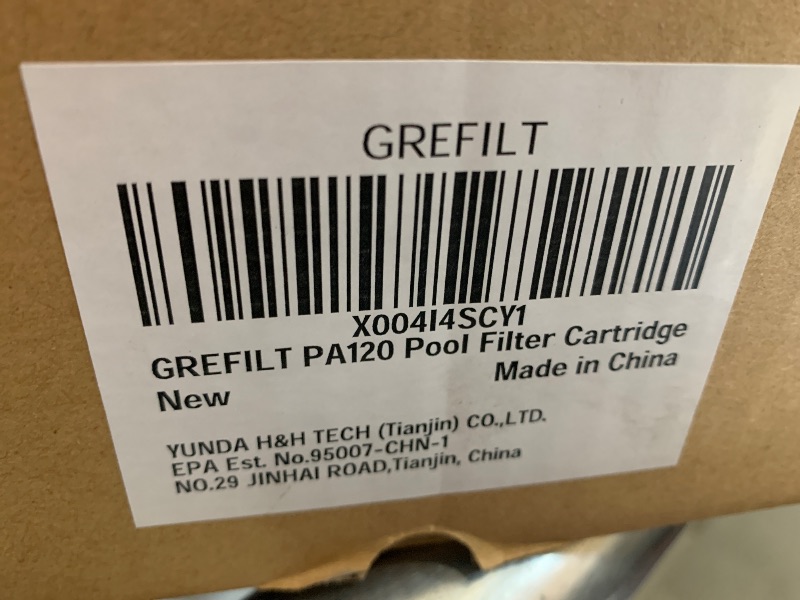 GREFILT
X004I4SCY1
GREFILT PA120 Pool Filter Cartridge
New
Made in China
YUNDA H&H TECH (Tianjin) CO.,LTD.
EPA Est. No.95007-CHN-1
NO.29 JINHAI ROAD,Tianjin, China